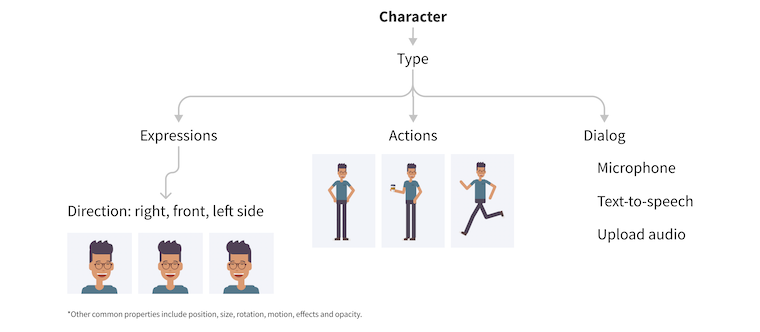 Character
Type
Expressions
Actions
Dialog
Microphone
Text-to-speech
Upload audio
Direction: right, front, left side
*Other common properties include position, size, rotation, motion, effects and opacity.